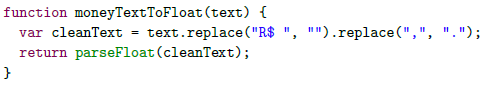 function moneyTextToFloat(text) {
  var cleanText = text.replace("R$ ", "").replace(",", ".");
  return parseFloat(cleanText);
}